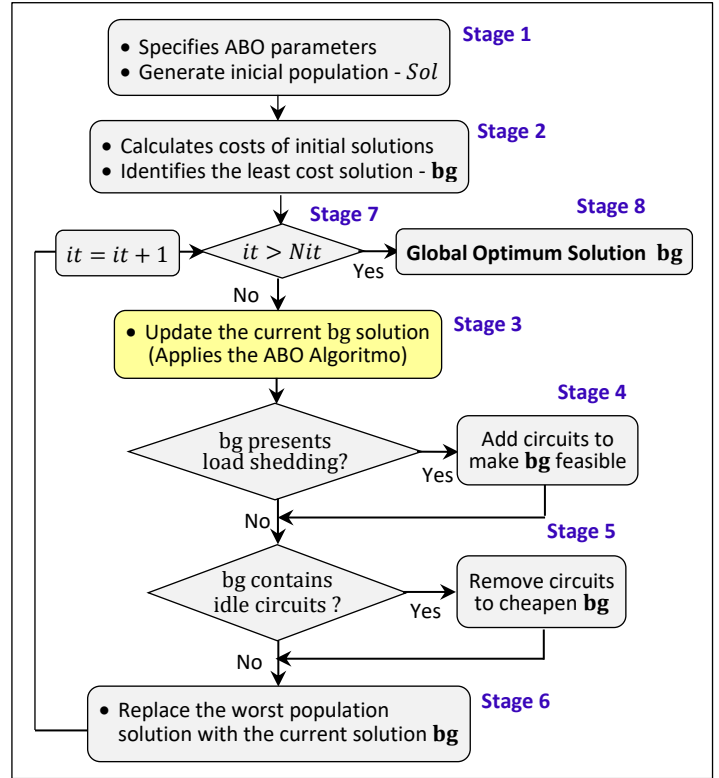 Stage 1
• Specifies ABO parameters
• Generate inicial population - Sol
Stage 2
• Calculates costs of initial solutions
• Identifies the least cost solution - bg
Stage 7
Stage 8
it = it + 1
it > Nit
Yes
Global Optimum Solution bg
No
Stage 3
• Update the current bg solution
(Applies the ABO Algoritmo)
Stage 4
bg presents
load shedding?
Yes
Add circuits to
make bg feasible
No
Stage 5
bg contains
idle circuits ?
Yes
Remove circuits
to cheapen bg
No
Stage 6
• Replace the worst population
solution with the current solution bg